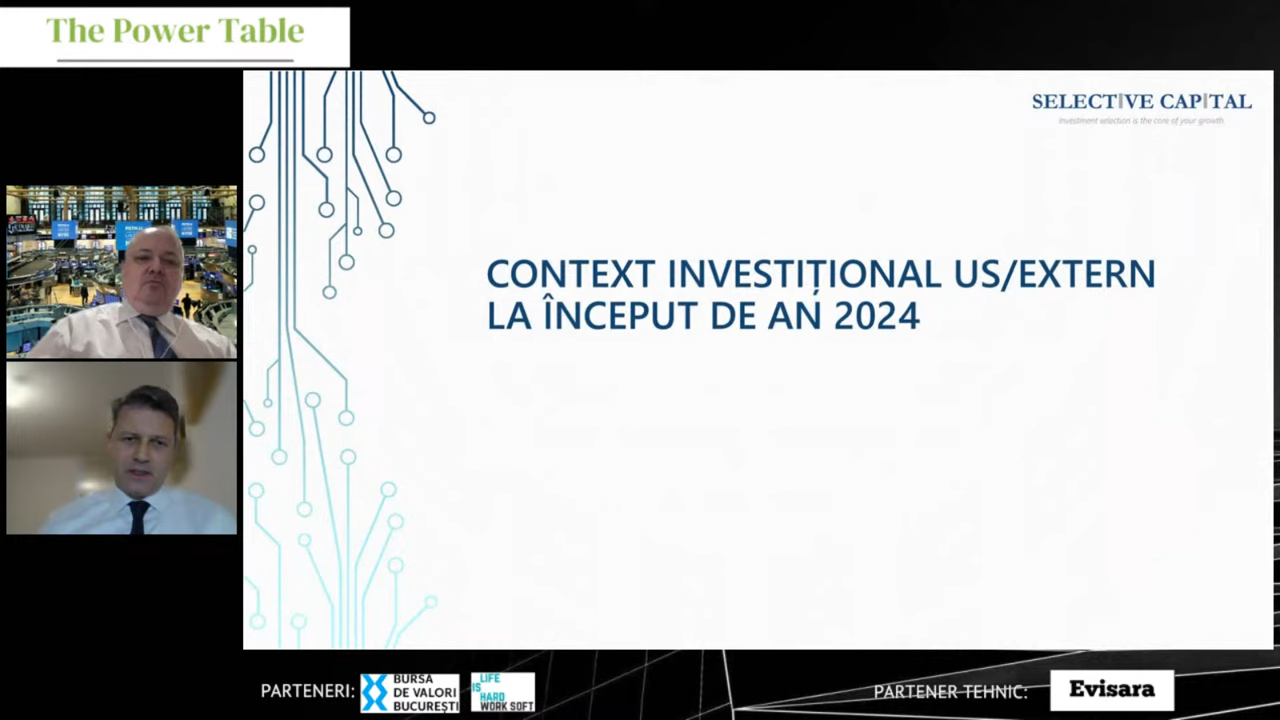 The Power Table
SELECTIVE CAPITAL
Investment selection is the core of your growth.
CONTEXT INVESTIȚIONAL US/EXTERN
LA ÎNCEPUT DE AN 2024
PARTENERI:
BURSA
DE VALORI
BUCUREȘTI
LIFE
IS
HARD
WORK SOFT
PARTENER TEHNIC:
Evisara